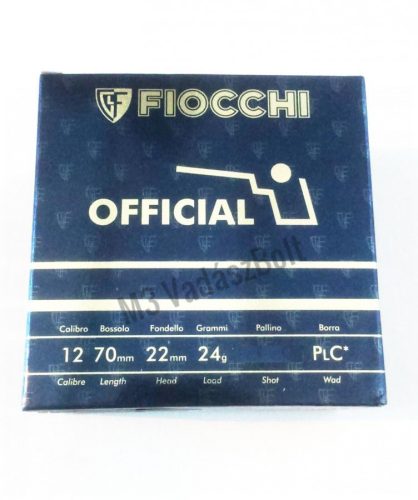 FIOCCHI
OFFICIAL
M3 VadászBolt
Calibro Bossolo Fondello Grammi Pallino Borra
12 70mm 22mm 24g PLC*
Calibre Length Head Load Shot Wad